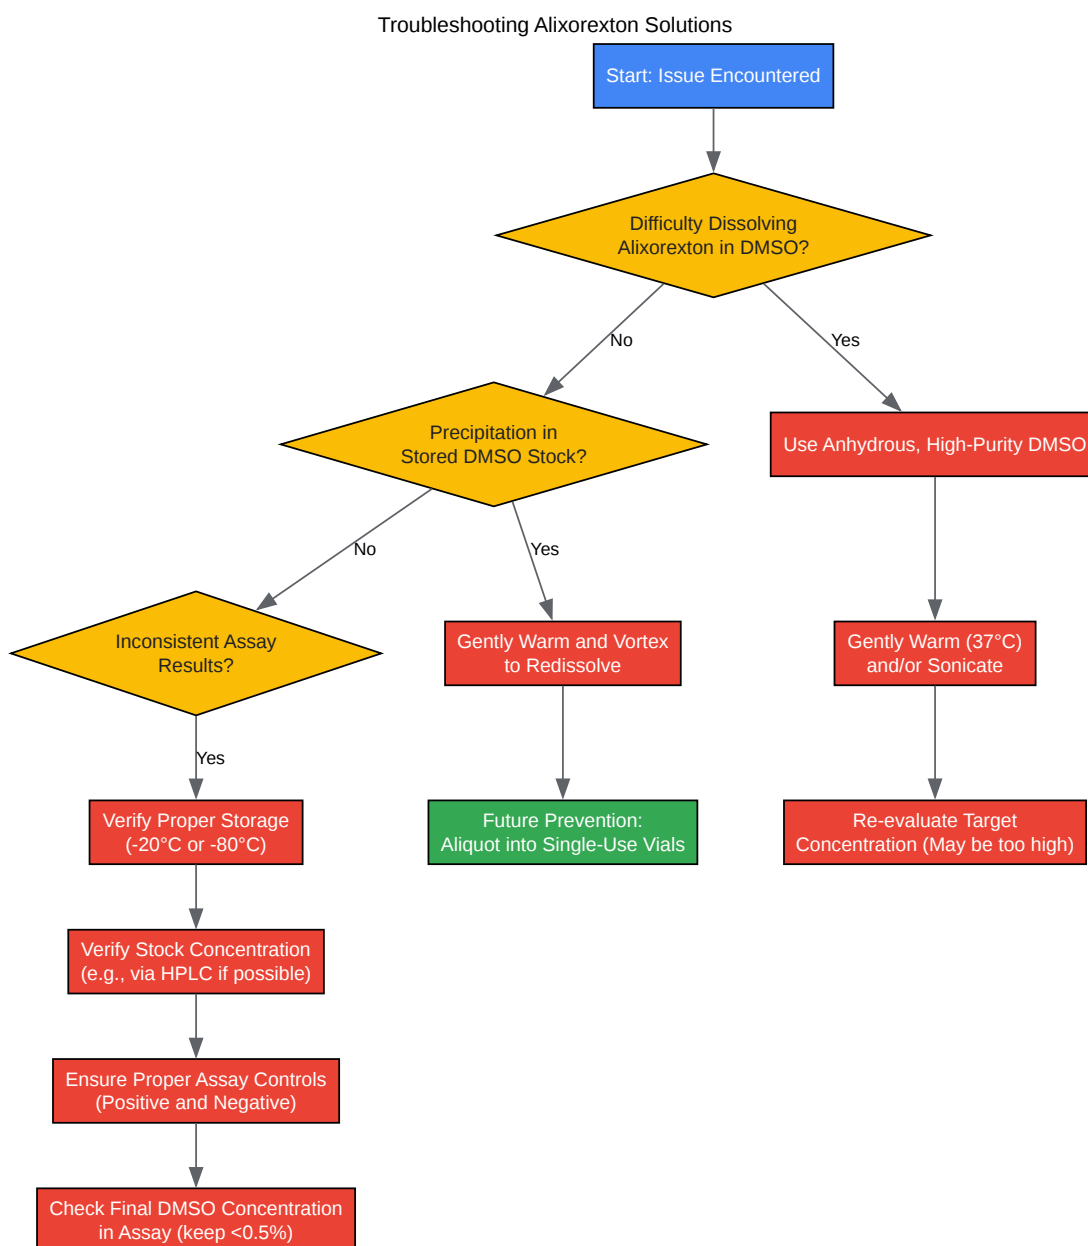 Troubleshooting Alixorexton Solutions
Start: Issue Encountered
Difficulty Dissolving
Alixorexton in DMSO?
No
Yes
Precipitation in
Stored DMSO Stock?
Use Anhydrous, High-Purity DMSO
No
Yes
Inconsistent Assay
Results?
Gently Warm and Vortex
to Redissolve
Gently Warm (37°C)
and/or Sonicate
Yes
Verify Proper Storage
(-20°C or -80°C)
Future Prevention:
Aliquot into Single-Use Vials
Re-evaluate Target
Concentration (May be too high)
Verify Stock Concentration
(e.g., via HPLC if possible)
Ensure Proper Assay Controls
(Positive and Negative)
Check Final DMSO Concentration
in Assay (keep <0.5%)